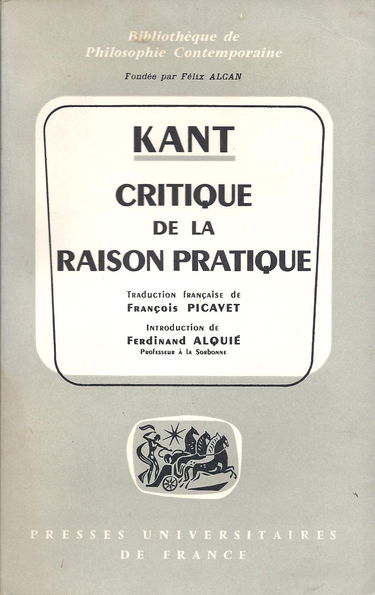 Bibliothèque de
Philosophie Contemporaine
Fondée par Félix ALCAN
KANT
CRITIQUE
DE LA
RAISON PRATIQUE
Traduction française de
François PICAVET
Introduction de
Ferdinand ALQUIÉ
Professeur à la Sorbonne
PRESSES UNIVERSITAIRES
DE FRANCE